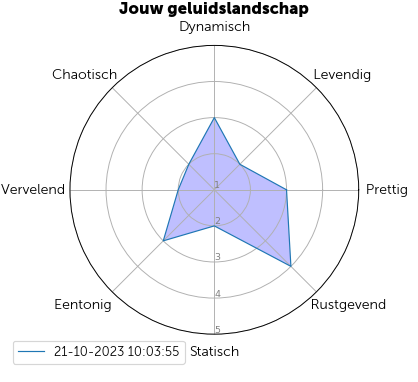 Jouw geluidslandschap
Dynamisch
Chaotisch
Levendig
Vervelend
1
Prettig
2
3
4
Eentonig
Rustgevend
5
21-10-2023 10:03:55
Statisch